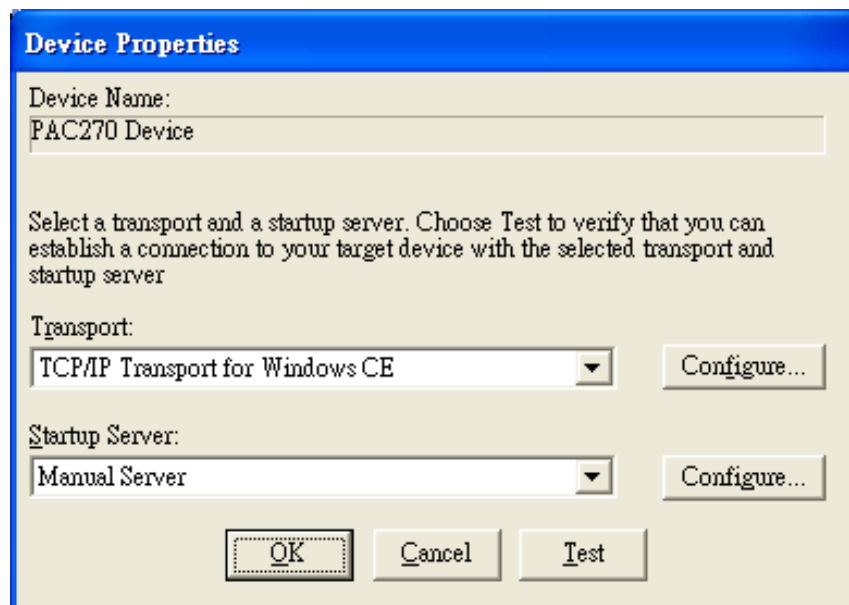 Device Properties
Device Name:
PAC270 Device
Select a transport and a startup server. Choose Test to verify that you can
establish a connection to your target device with the selected transport and
startup server
Transport:
TCP/IP Transport for Windows CE
Configure...
Startup Server:
Manual Server
Configure...
OK
Cancel
Test